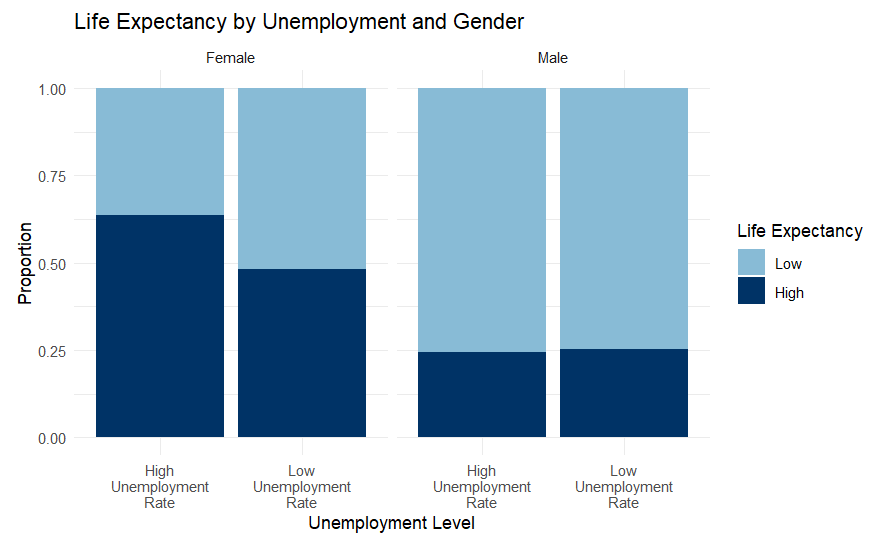 Life Expectancy by Unemployment and Gender
Female
Male
1.00
0.75
0.50
0.25
0.00
Proportion
High
Unemployment
Rate
Low
Unemployment
Rate
High
Unemployment
Rate
Low
Unemployment
Rate
Unemployment Level
Life Expectancy
Low
High